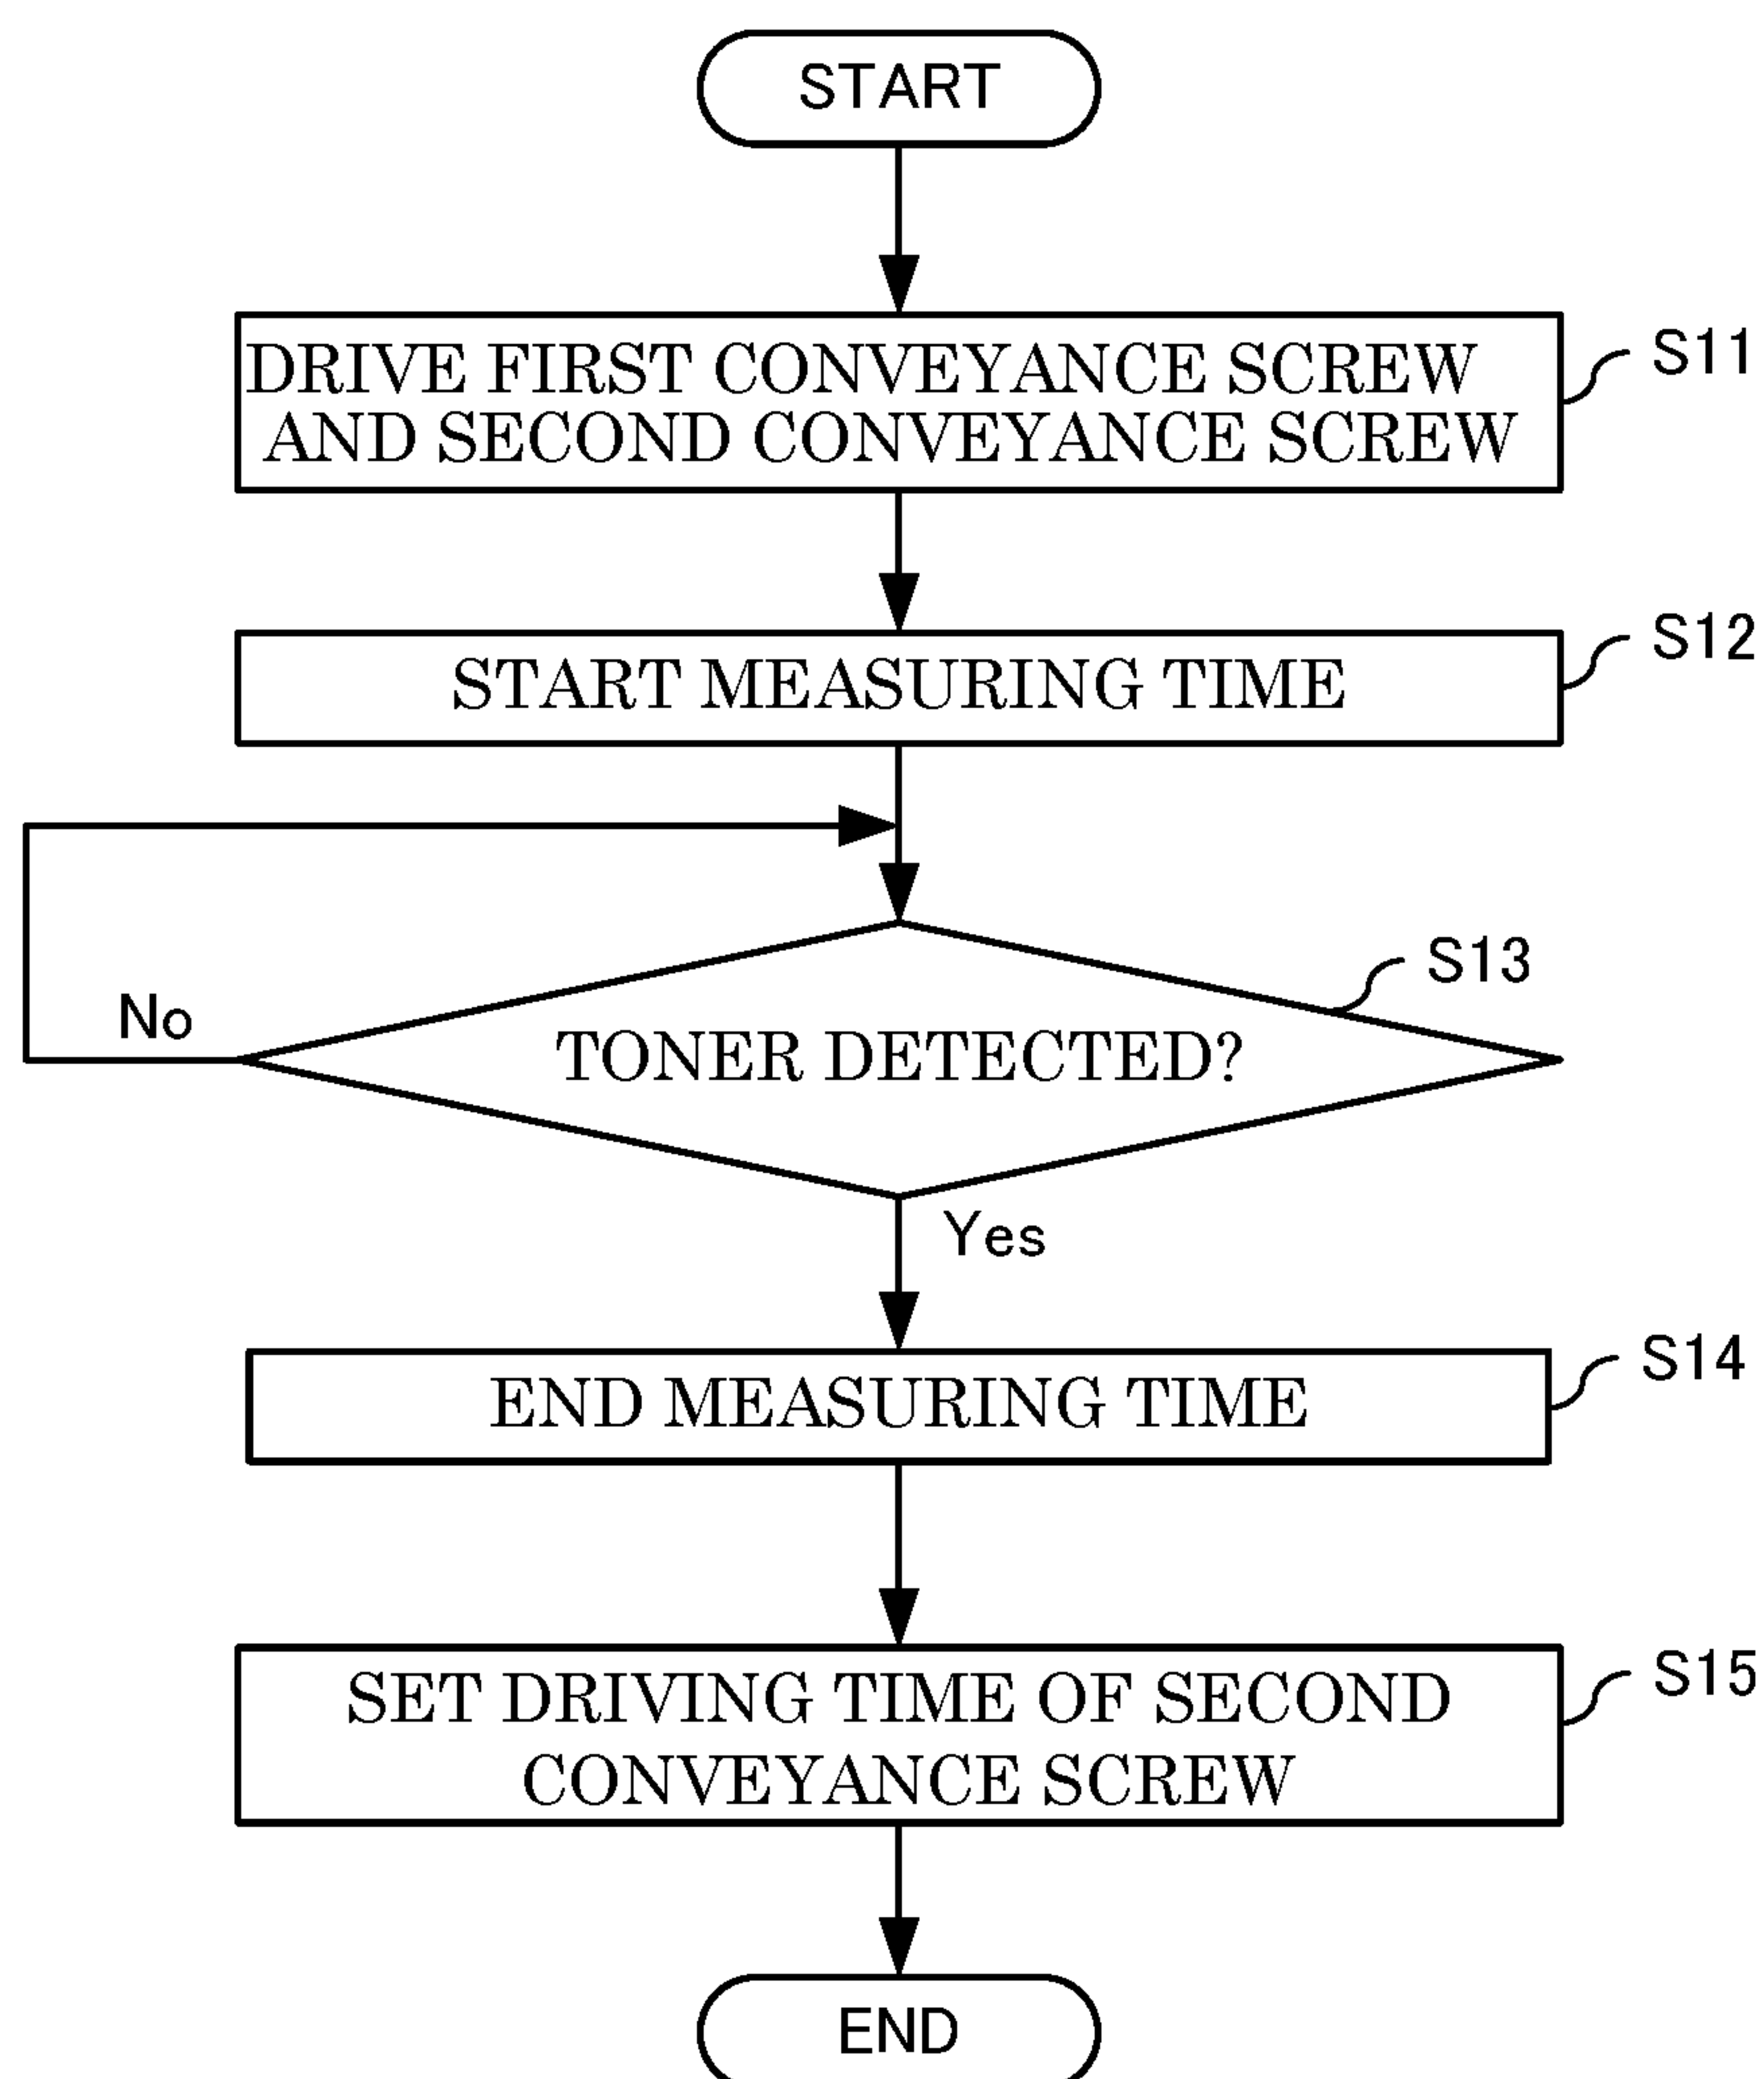 START
DRIVE FIRST CONVEYANCE SCREW
AND SECOND CONVEYANCE SCREW
S11
START MEASURING TIME
S12
S13
No
TONER DETECTED?
Yes
END MEASURING TIME
S14
SET DRIVING TIME OF SECOND
CONVEYANCE SCREW
S15
END